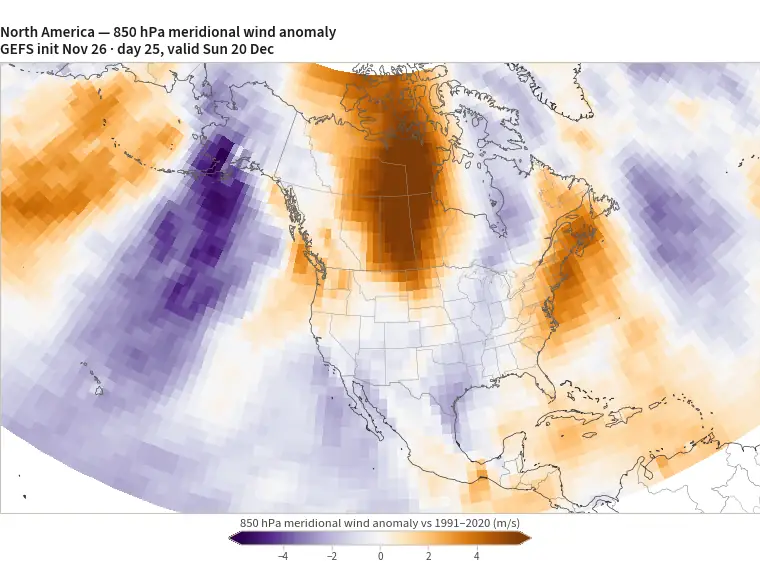 North America — 850 hPa meridional wind anomaly
GEFS init Nov 26 · day 25, valid Sun 20 Dec
850 hPa meridional wind anomaly vs 1991–2020 (m/s)
−4 −2 0 2 4